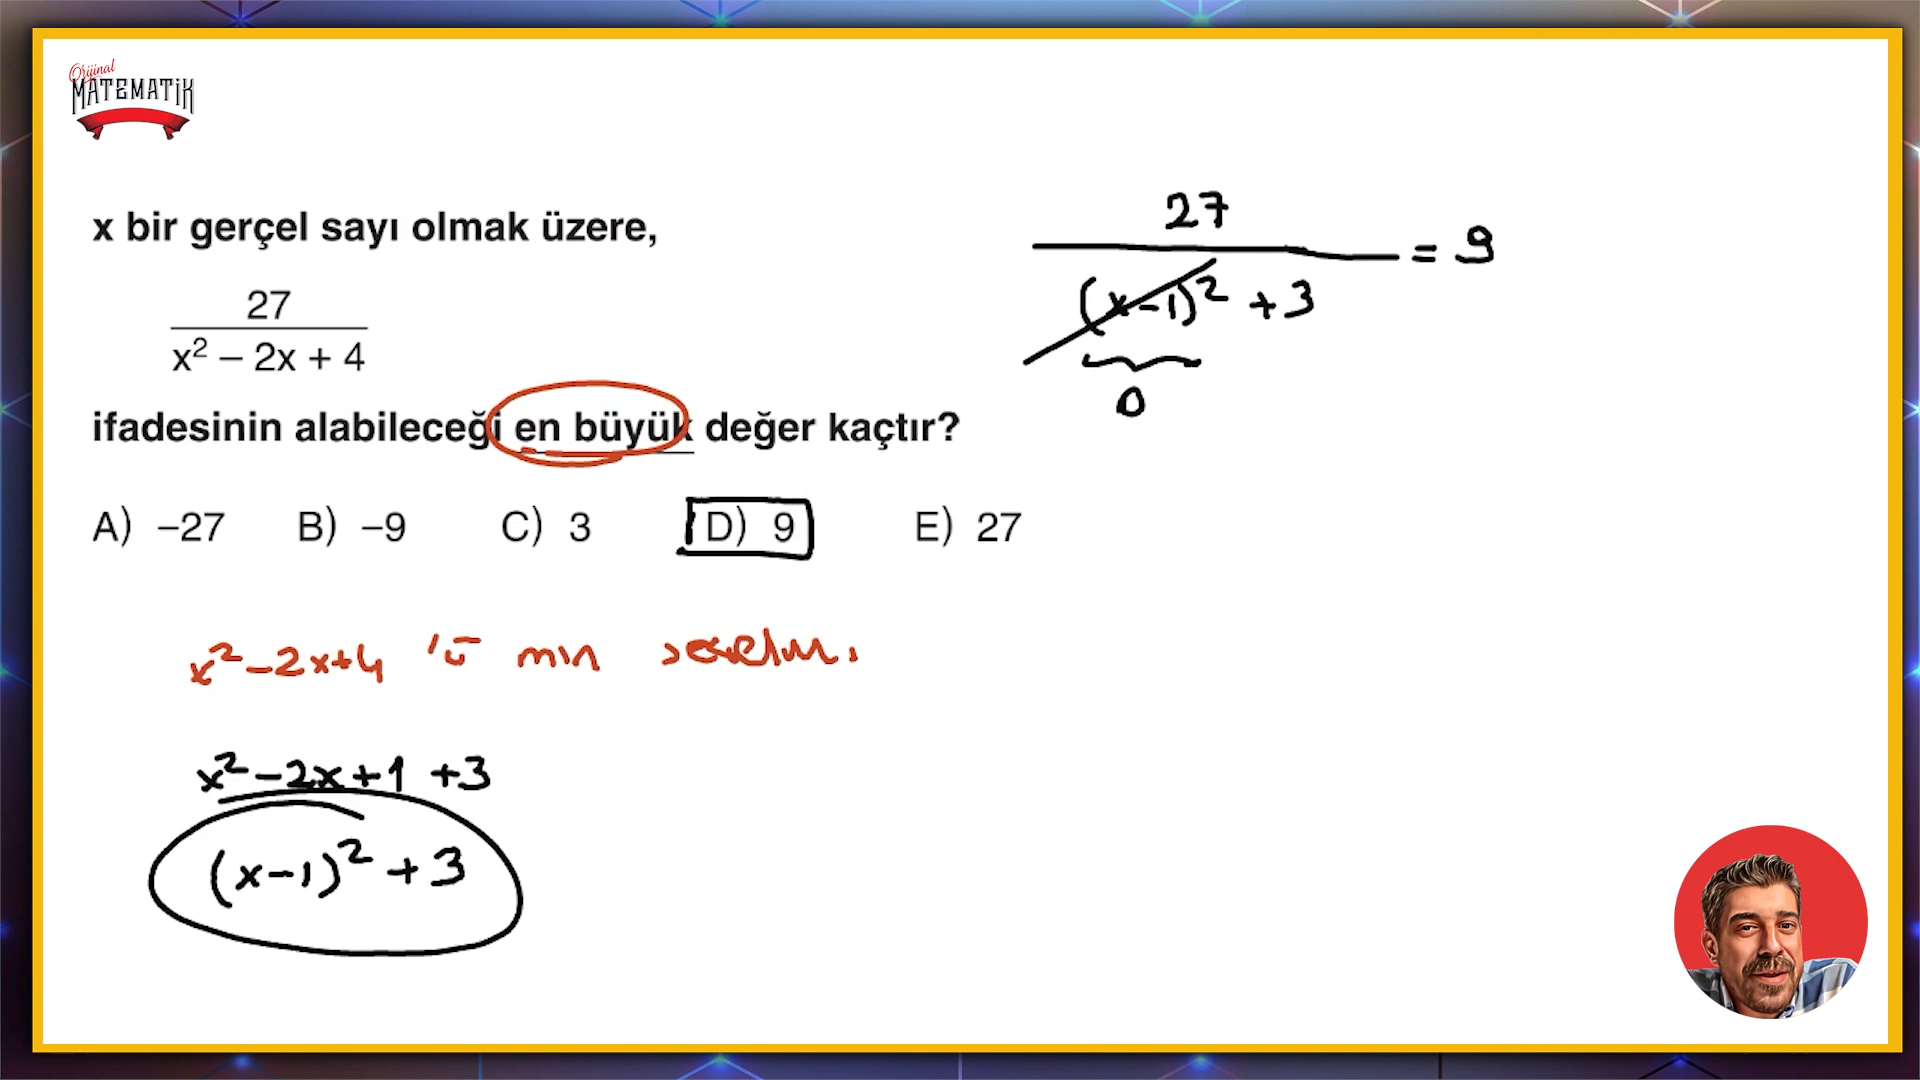 Orijinal
MATEMATİK
x bir gerçel sayı olmak üzere,
27
x² – 2x + 4
ifadesinin alabileceği en büyük değer kaçtır?
A) –27 B) –9 C) 3 D) 9 E) 27
x²-2x+4 'ü min
x²-2x+1 +3
(x-1)²+3
27
= 9
(x-1)² +3
0